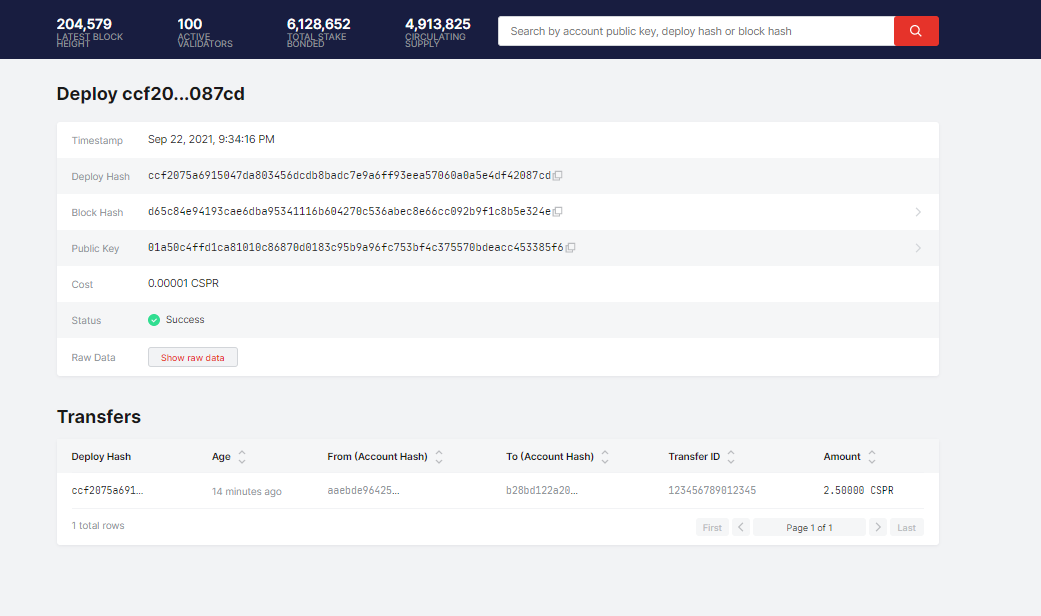 204,579 100 6,128,652 4,913,825
LATEST BLOCK HEIGHT ACTIVE VALIDATORS TOTAL STAKE BONDED CIRCULATING SUPPLY
Search by account public key, deploy hash or block hash
Deploy ccf20...087cd
Timestamp Sep 22, 2021, 9:34:16 PM
Deploy Hash ccf2075a6915047da803456dcdb8badc7e9a6ff93eea57060a0a5e4df42087cd
Block Hash d65c84e94193cae6dba95341116b604270c536abec8e66cc092b9f1c8b5e324e
Public Key 01a50c4ffd1ca81010c86870d0183c95b9a96fc753bf4c375570bdeacc453385f6
Cost 0.00001 CSPR
Status Success
Raw Data Show raw data
Transfers
Deploy Hash Age From (Account Hash) To (Account Hash) Transfer ID Amount
ccf2075a691... 14 minutes ago aaebde96425... b28bd122a20... 123456789012345 2.50000 CSPR
1 total rows First Page 1 of 1 Last